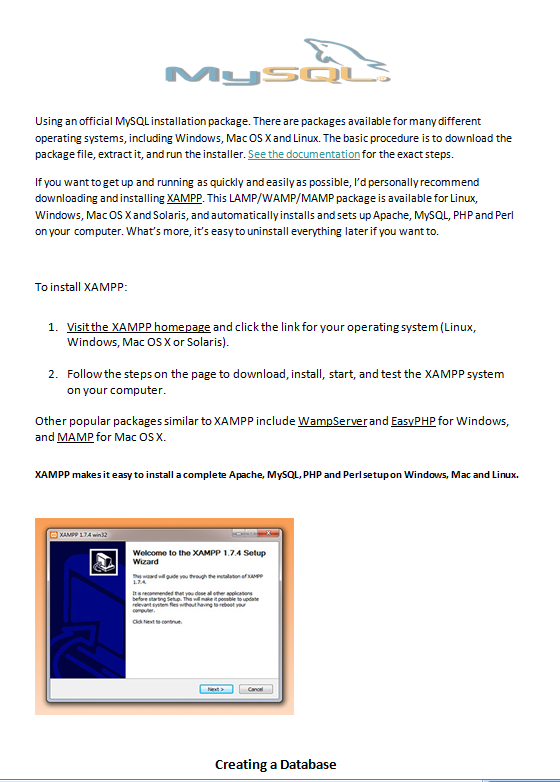 MySQL
Using an official MySQL installation package. There are packages available for many different
operating systems, including Windows, Mac OS X and Linux. The basic procedure is to download the
package file, extract it, and run the installer. See the documentation for the exact steps.
If you want to get up and running as quickly and easily as possible, I'd personally recommend
downloading and installing XAMPP. This LAMP/WAMP/MAMP package is available for Linux,
Windows, Mac OS X and Solaris, and automatically installs and sets up Apache, MySQL, PHP and Perl
on your computer. What's more, it's easy to uninstall everything later if you want to.
To install XAMPP:
1. Visit the XAMPP homepage and click the link for your operating system (Linux,
Windows, Mac OS X or Solaris).
2. Follow the steps on the page to download, install, start, and test the XAMPP system
on your computer.
Other popular packages similar to XAMPP include WampServer and EasyPHP for Windows,
and MAMP for Mac OS X.
XAMPP makes it easy to install a complete Apache, MySQL, PHP and Perl setup on Windows, Mac and Linux.
XAMPP 1.7.4 win32
Welcome to the XAMPP 1.7.4 Setup
Wizard
This wizard will guide you through the installation of XAMPP
1.7.4.
It is recommended that you close all other applications
before starting Setup. This will make it possible to update
relevant system files without having to reboot your
computer.
Click Next to continue.
Next > Cancel
Creating a Database